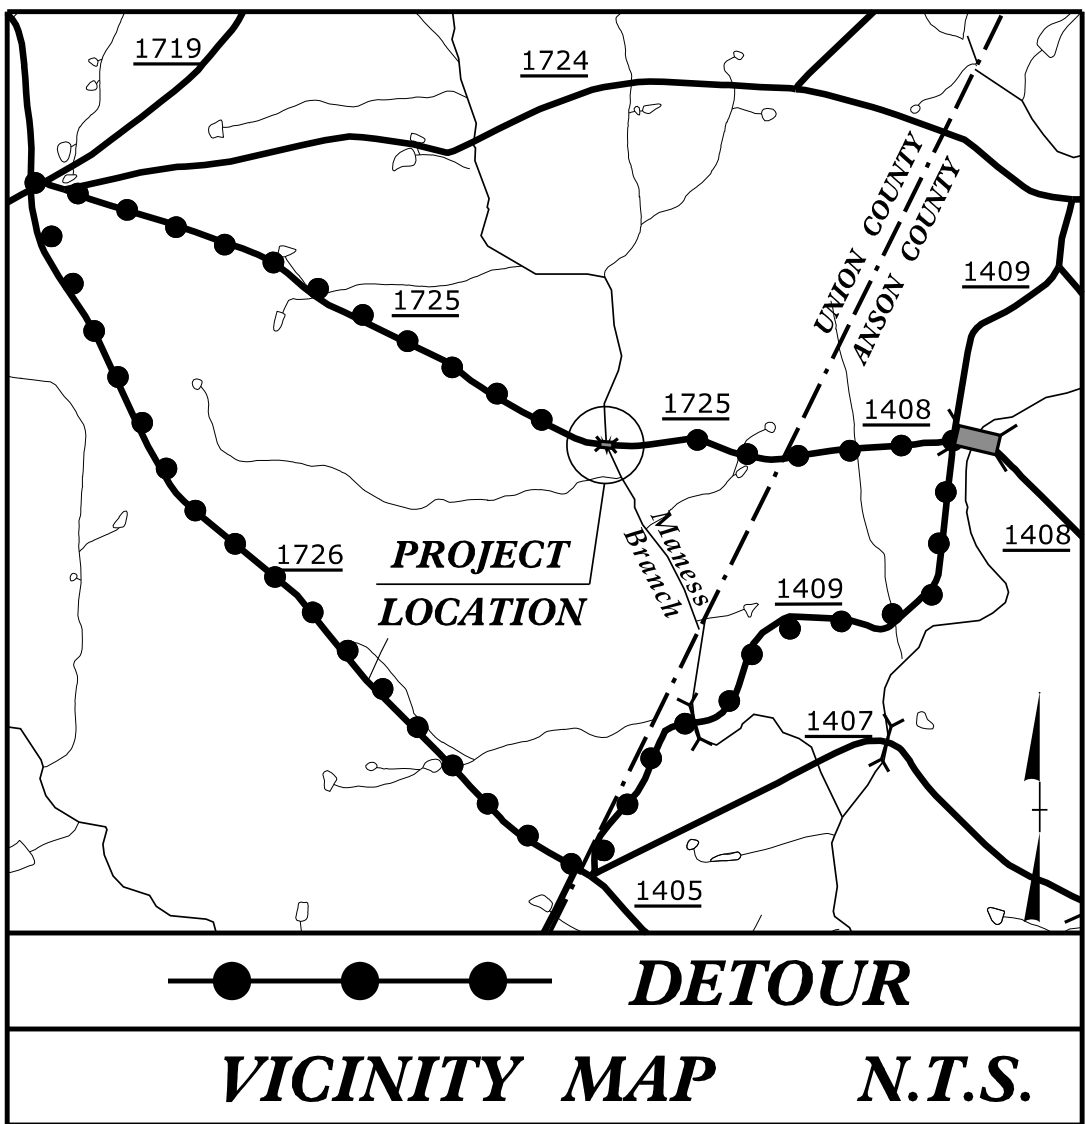 1719
1724
UNION COUNTY
ANSON COUNTY
1409
1725
1725
1408
1408
1726
PROJECT
LOCATION
Maness
Branch
1409
1407
1405
DETOUR
VICINITY MAP N.T.S.